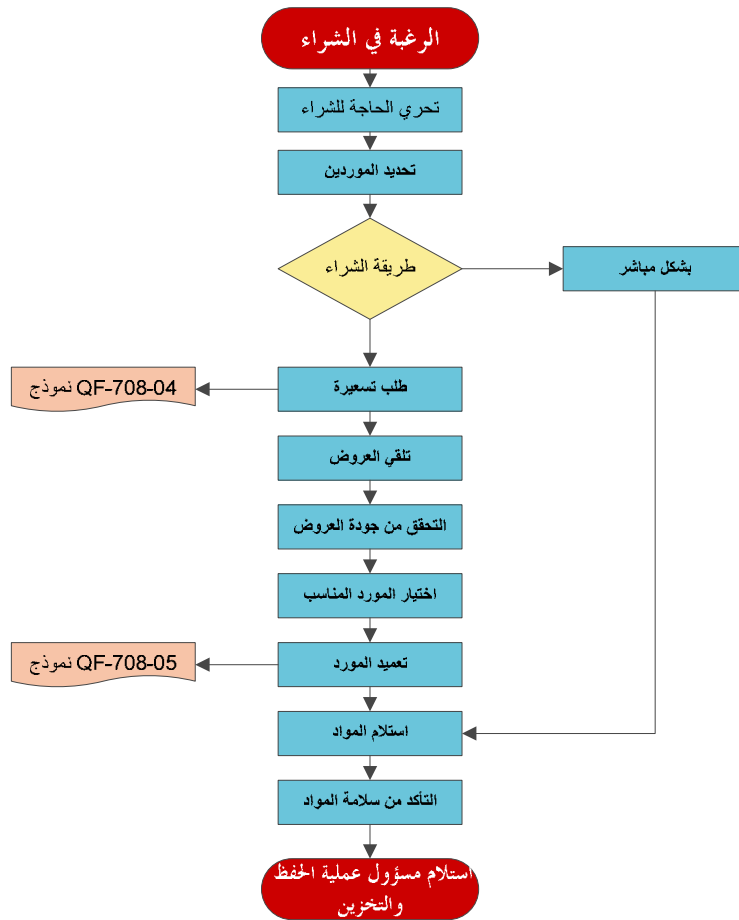 الرغبة في الشراء
تحري الحاجة للشراء
تحديد الموردين
طريقة الشراء
بشكل مباشر
طلب تسعيرة
نموذج QF-708-04
تلقي العروض
التحقق من جودة العروض
اختيار المورد المناسب
تعميد المورد
نموذج QF-708-05
استلام المواد
التأكد من سلامة المواد
استلام مسؤول عملية الحفظ
والتخزين